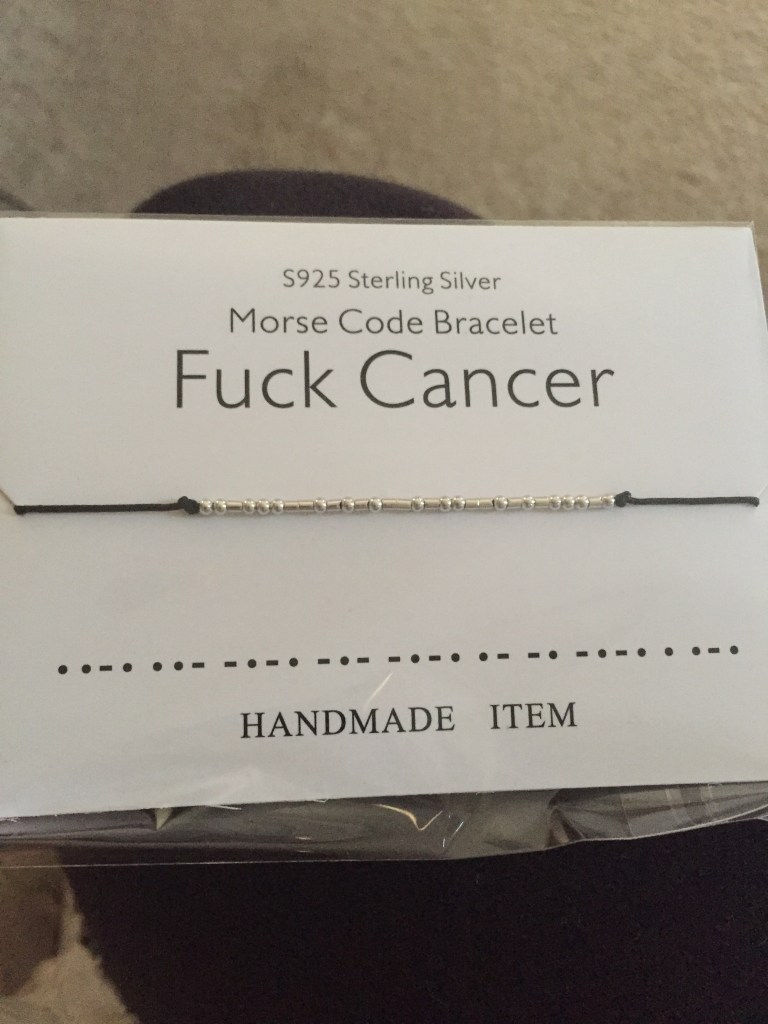 S925 Sterling Silver
Morse Code Bracelet
Fuck Cancer
••-• ••- -•-• -•- -•-• •- -• -•-• • •-•
HANDMADE ITEM